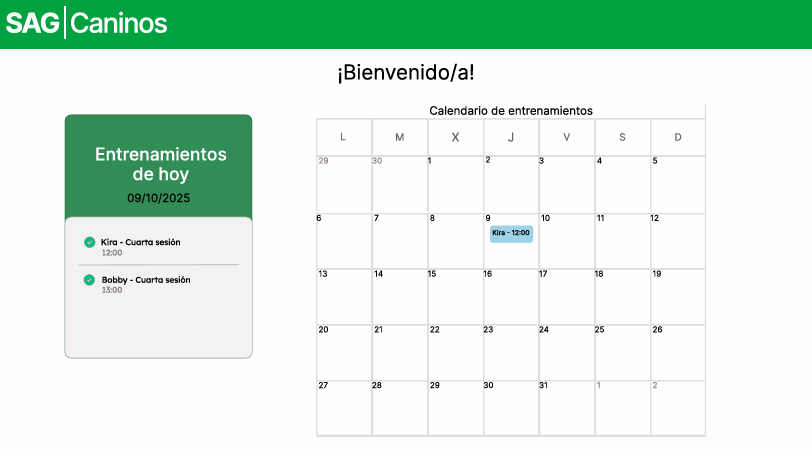 SAG|Caninos
¡Bienvenido/a!
Entrenamientos
de hoy
09/10/2025
Kira - Cuarta sesión
12:00
Bobby - Cuarta sesión
13:00
Calendario de entrenamientos
L M X J V S D
29 30 1 2 3 4 5
6 7 8 9 10 11 12
Kira - 12:00
13 14 15 16 17 18 19
20 21 22 23 24 25 26
27 28 29 30 31 1 2